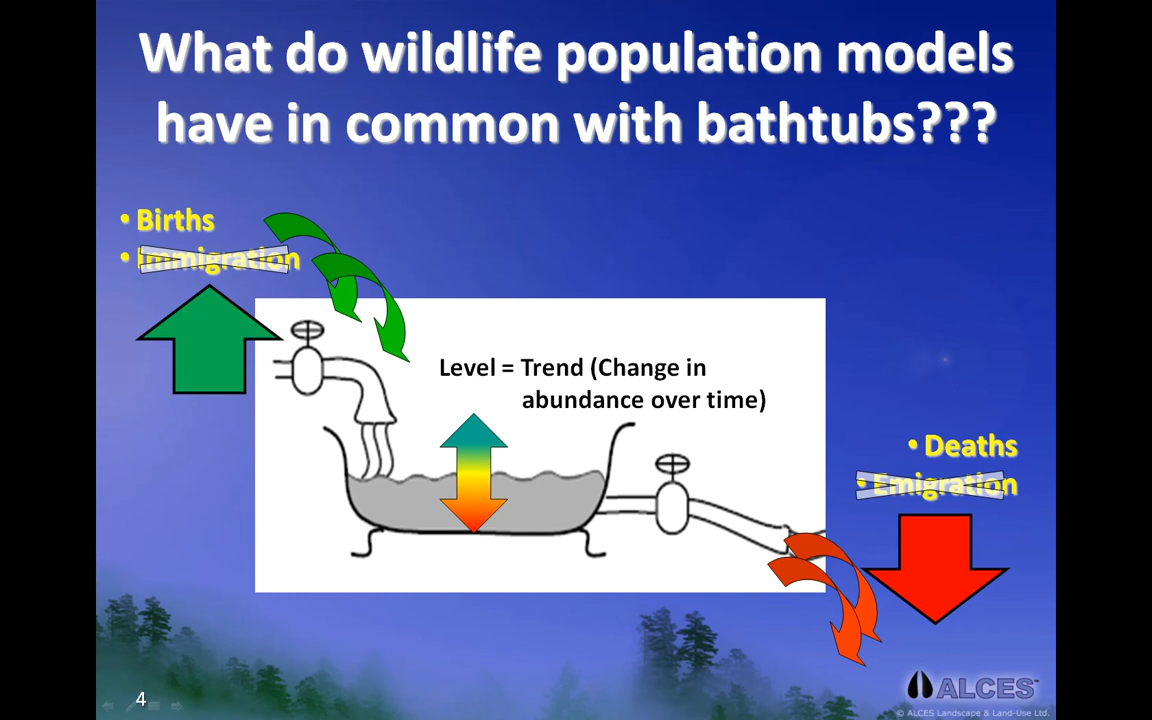 What do wildlife population models
have in common with bathtubs???
• Births
• Immigration
Level = Trend (Change in
abundance over time)
• Deaths
• Emigration
4
ALCES™
© ALCES Landscape & Land-Use Ltd.